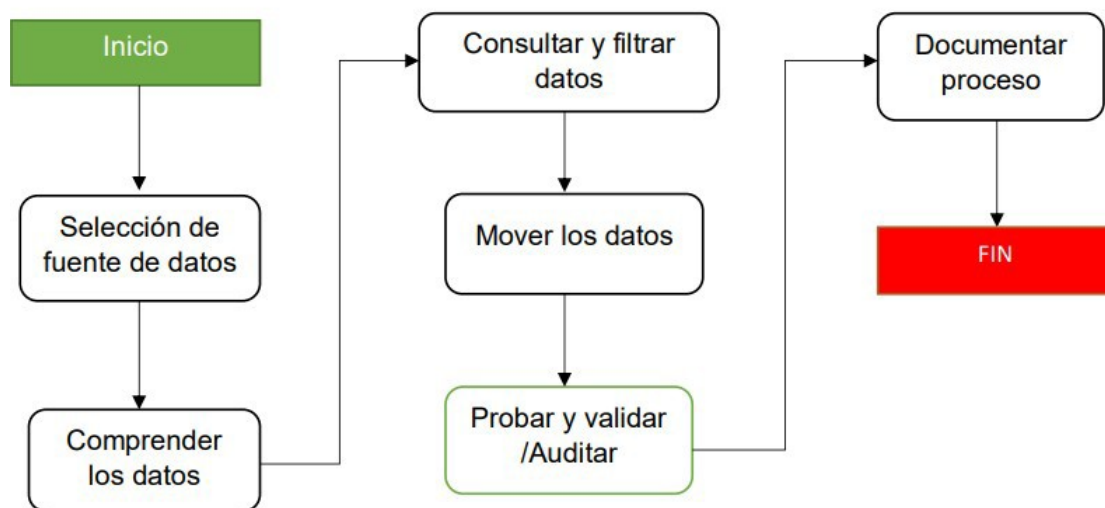 Inicio
Selección de
fuente de datos
Comprender
los datos
Consultar y filtrar
datos
Mover los datos
Probar y validar
/Auditar
Documentar
proceso
FIN